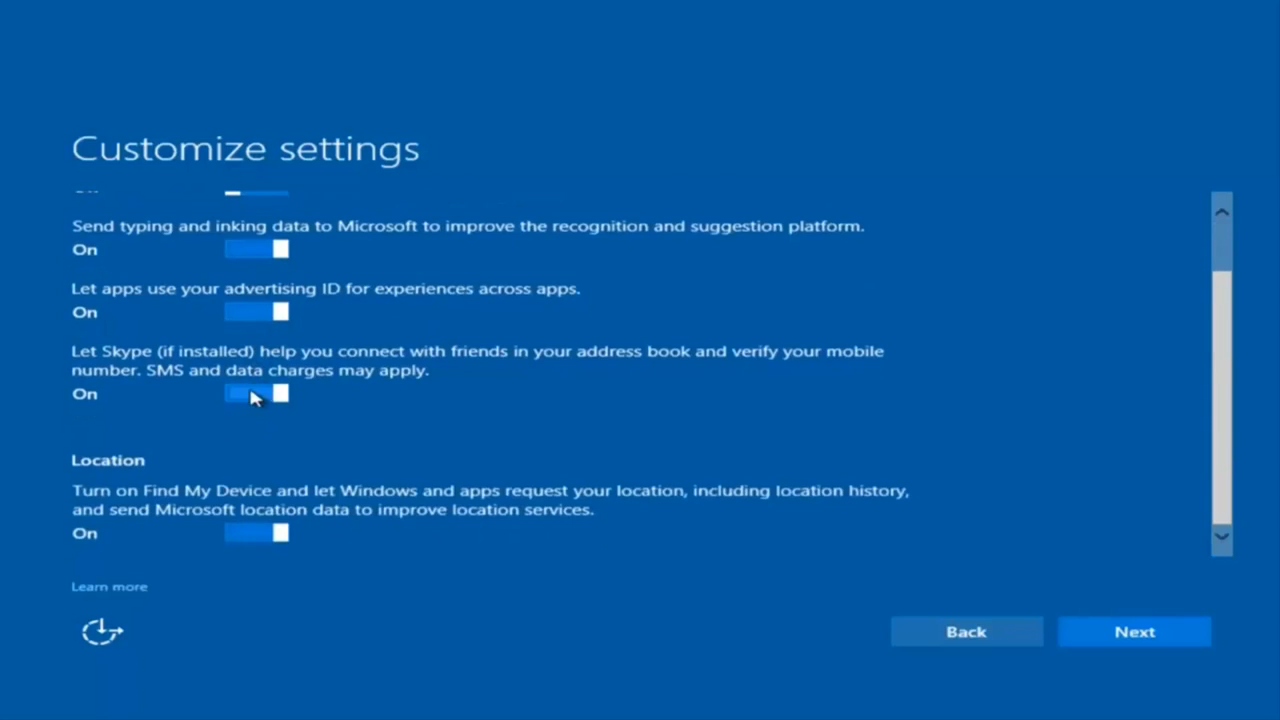 Customize settings
Send typing and inking data to Microsoft to improve the recognition and suggestion platform.
On
Let apps use your advertising ID for experiences across apps.
On
Let Skype (if installed) help you connect with friends in your address book and verify your mobile
number. SMS and data charges may apply.
On
Location
Turn on Find My Device and let Windows and apps request your location, including location history,
and send Microsoft location data to improve location services.
On
Learn more
Back
Next